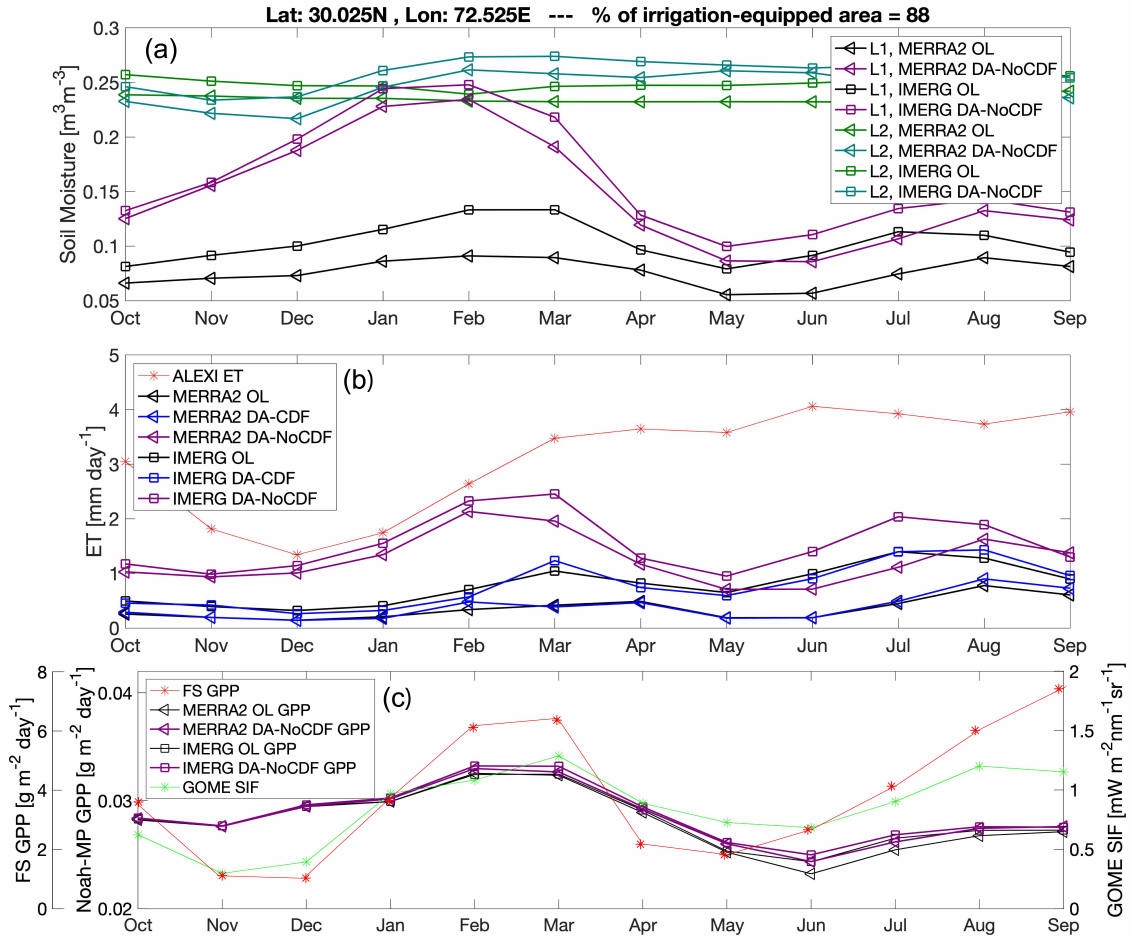 Lat: 30.025N , Lon: 72.525E --- % of irrigation-equipped area = 88
(a)
Soil Moisture [m³m⁻³]
0.3
0.25
0.2
0.15
0.1
0.05
L1, MERRA2 OL
L1, MERRA2 DA-NoCDF
L1, IMERG OL
L1, IMERG DA-NoCDF
L2, MERRA2 OL
L2, MERRA2 DA-NoCDF
L2, IMERG OL
L2, IMERG DA-NoCDF
Oct Nov Dec Jan Feb Mar Apr May Jun Jul Aug Sep
(b)
ET [mm day⁻¹]
5
4
3
2
1
0
ALEXI ET
MERRA2 OL
MERRA2 DA-CDF
MERRA2 DA-NoCDF
IMERG OL
IMERG DA-CDF
IMERG DA-NoCDF
Oct Nov Dec Jan Feb Mar Apr May Jun Jul Aug Sep
(c)
FS GPP [g m⁻² day⁻¹]
8
6
4
2
0
Noah-MP GPP [g m⁻² day⁻¹]
0.04
0.03
0.02
FS GPP
MERRA2 OL GPP
MERRA2 DA-NoCDF GPP
IMERG OL GPP
IMERG DA-NoCDF GPP
GOME SIF
2
1.5
1
0.5
0
GOME SIF [mW m⁻²nm⁻¹sr⁻¹]
Oct Nov Dec Jan Feb Mar Apr May Jun Jul Aug Sep